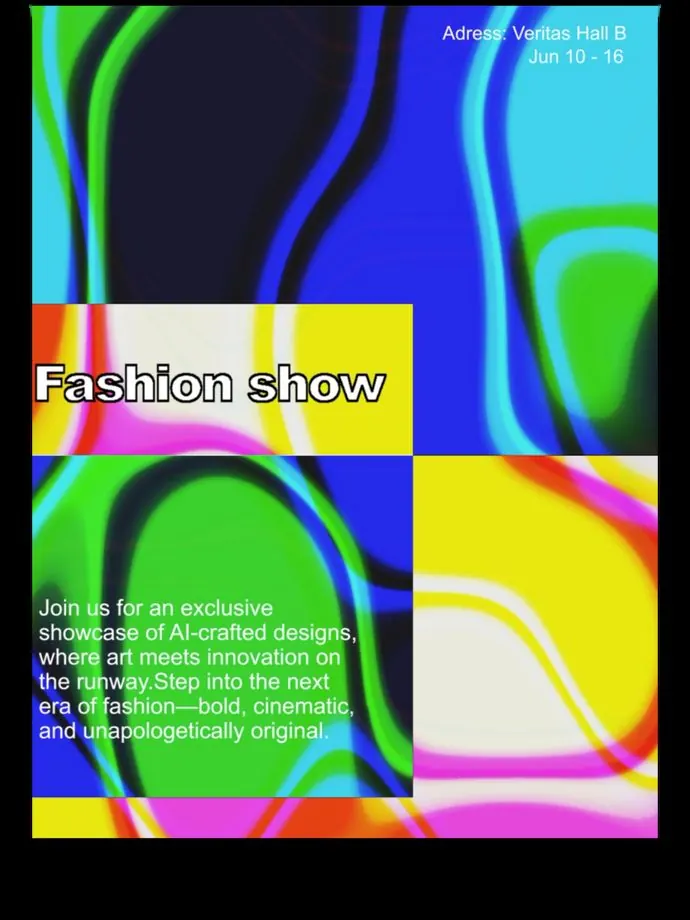 Adress: Veritas Hall B
Jun 10 - 16
Fashion show
Join us for an exclusive
showcase of AI-crafted designs,
where art meets innovation on
the runway.Step into the next
era of fashion—bold, cinematic,
and unapologetically original.